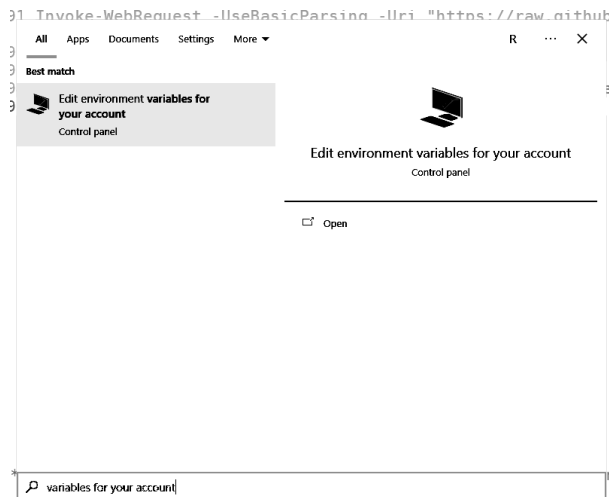 01 Invoke-WebRequest -UseBasicParsing -Uri "https://raw.github
All Apps Documents Settings More R ... X
Best match
Edit environment variables for
your account
Control panel
Edit environment variables for your account
Control panel
Open
variables for your account